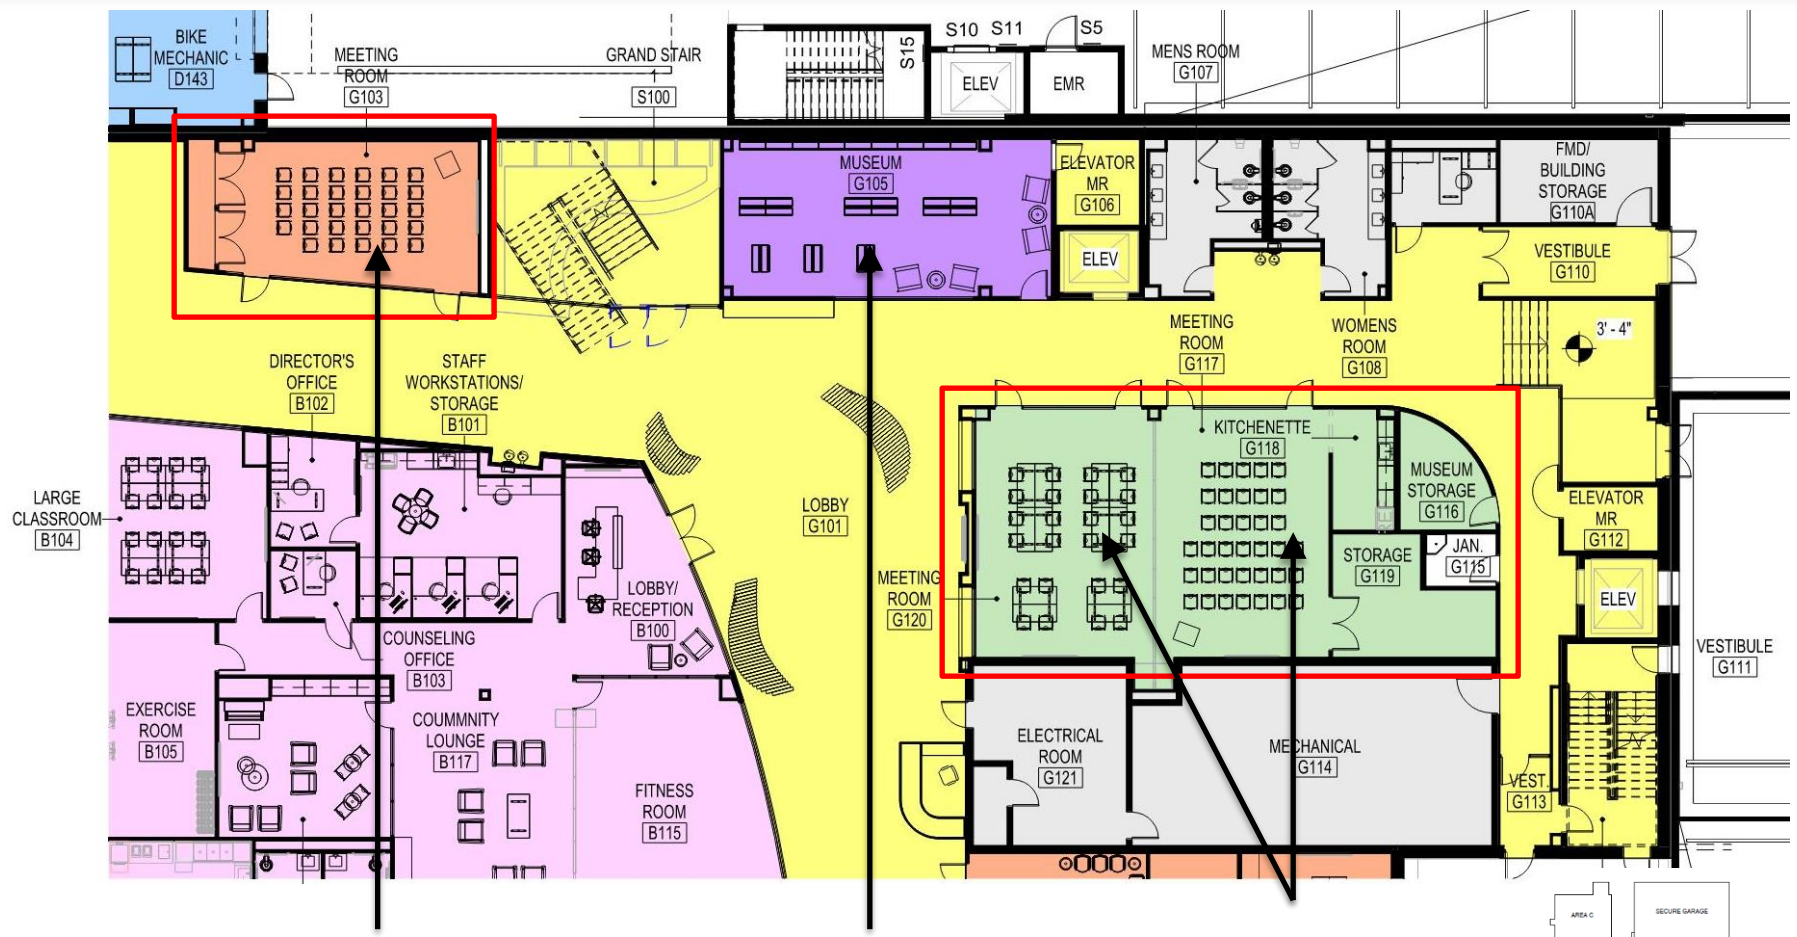 BIKE
MECHANIC
D143
MEETING
ROOM
G103
GRAND STAIR
S100
S15
S10
S11
S5
ELEV
EMR
MENS ROOM
G107
MUSEUM
G105
ELEVATOR
MR
G106
ELEV
FMD/
BUILDING
STORAGE
G110A
VESTIBULE
G110
3' - 4"
MEETING
ROOM
G117
WOMENS
ROOM
G108
DIRECTOR'S
OFFICE
B102
STAFF
WORKSTATIONS/
STORAGE
B101
KITCHENETTE
G118
MUSEUM
STORAGE
G116
LARGE
CLASSROOM
B104
LOBBY
G101
ELEVATOR
MR
G112
STORAGE
G119
JAN.
G115
MEETING
ROOM
G120
LOBBY/
RECEPTION
B100
ELEV
COUNSELING
OFFICE
B103
VESTIBULE
G111
EXERCISE
ROOM
B105
COUMMNITY
LOUNGE
B117
ELECTRICAL
ROOM
G121
MECHANICAL
G114
FITNESS
ROOM
B115
VEST.
G113
AREA C
SECURE GARAGE